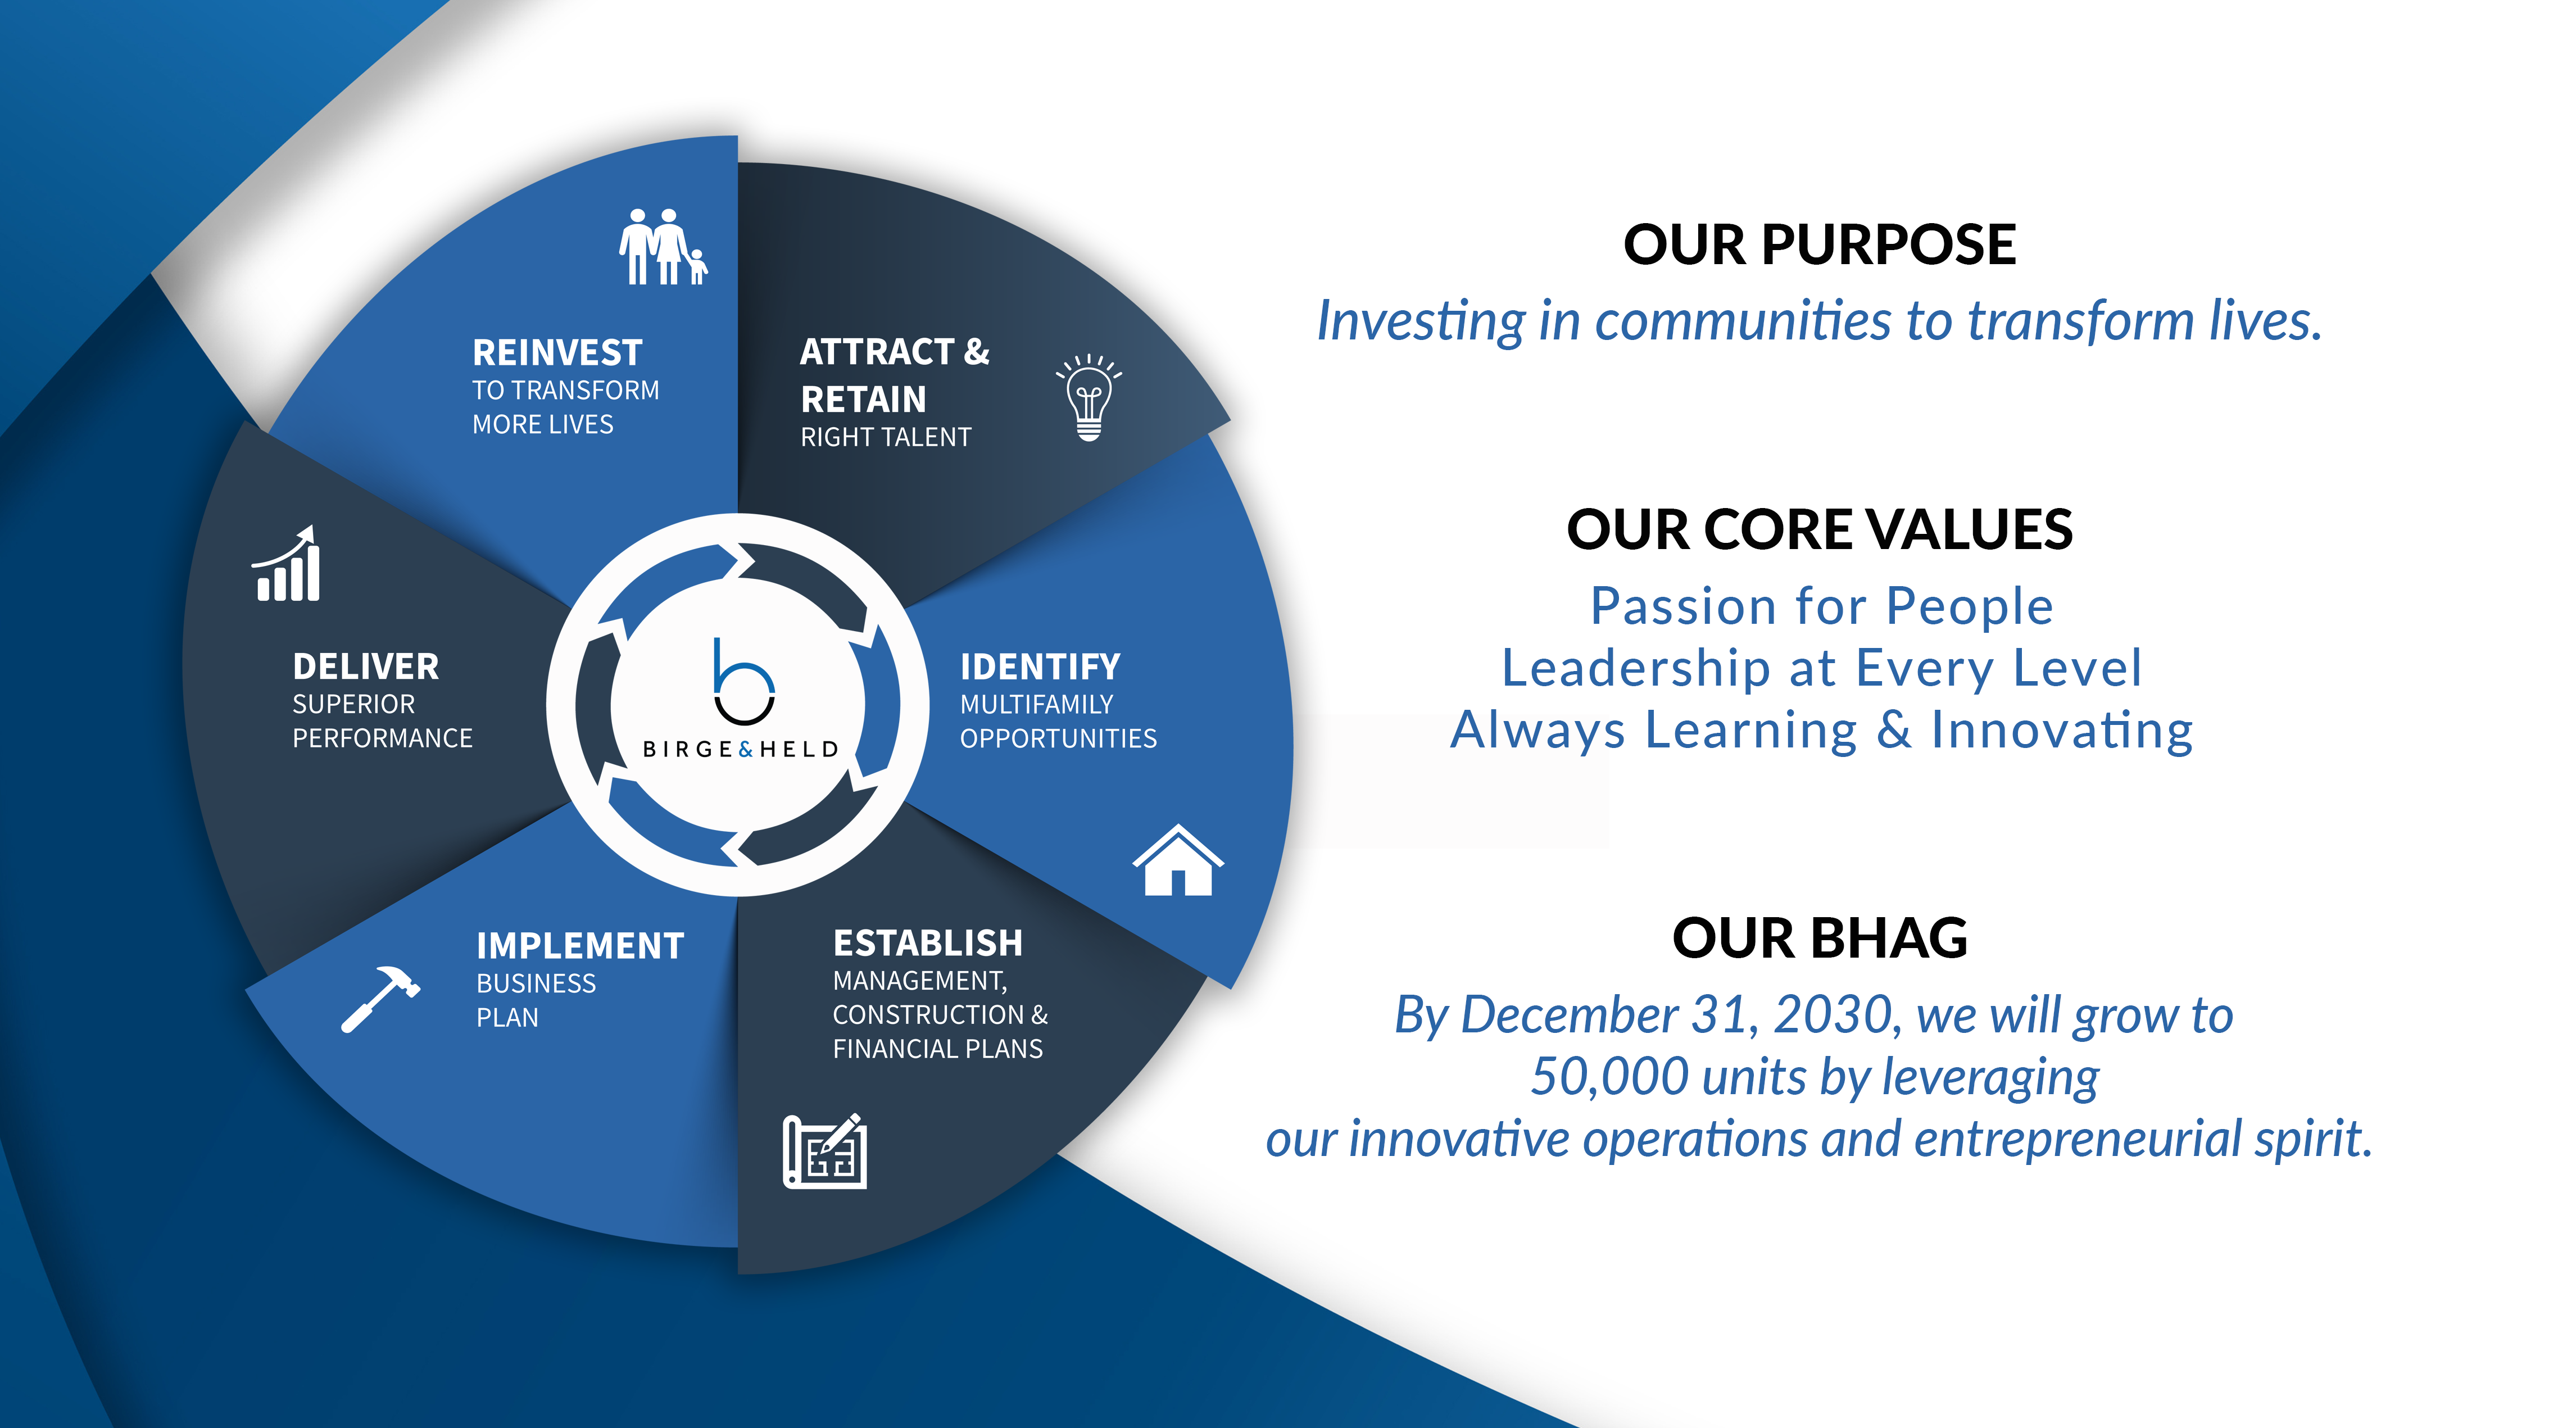 REINVEST
TO TRANSFORM
MORE LIVES
ATTRACT &
RETAIN
RIGHT TALENT
IDENTIFY
MULTIFAMILY
OPPORTUNITIES
ESTABLISH
MANAGEMENT,
CONSTRUCTION &
FINANCIAL PLANS
IMPLEMENT
BUSINESS
PLAN
DELIVER
SUPERIOR
PERFORMANCE
b
BIRGE&HELD
OUR PURPOSE
Investing in communities to transform lives.
OUR CORE VALUES
Passion for People
Leadership at Every Level
Always Learning & Innovating
OUR BHAG
By December 31, 2030, we will grow to
50,000 units by leveraging
our innovative operations and entrepreneurial spirit.